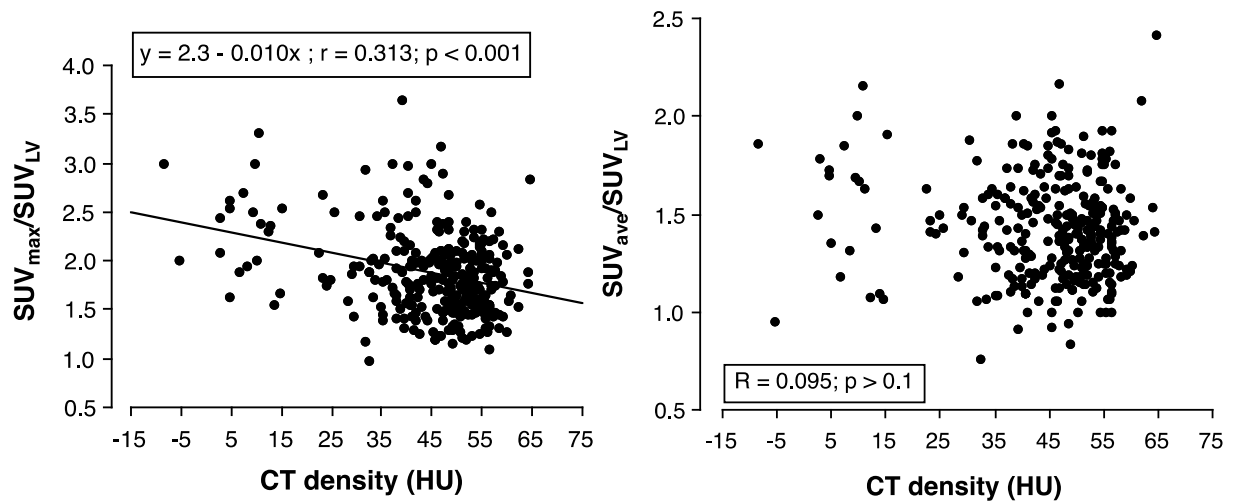 y = 2.3 - 0.010x ; r = 0.313; p < 0.001
4.0
3.5
3.0
2.5
2.0
1.5
1.0
0.5
SUVmax/SUVLV
-15 -5 5 15 25 35 45 55 65 75
CT density (HU)
2.5
2.0
1.5
1.0
0.5
SUVave/SUVLV
R = 0.095; p > 0.1
-15 -5 5 15 25 35 45 55 65 75
CT density (HU)